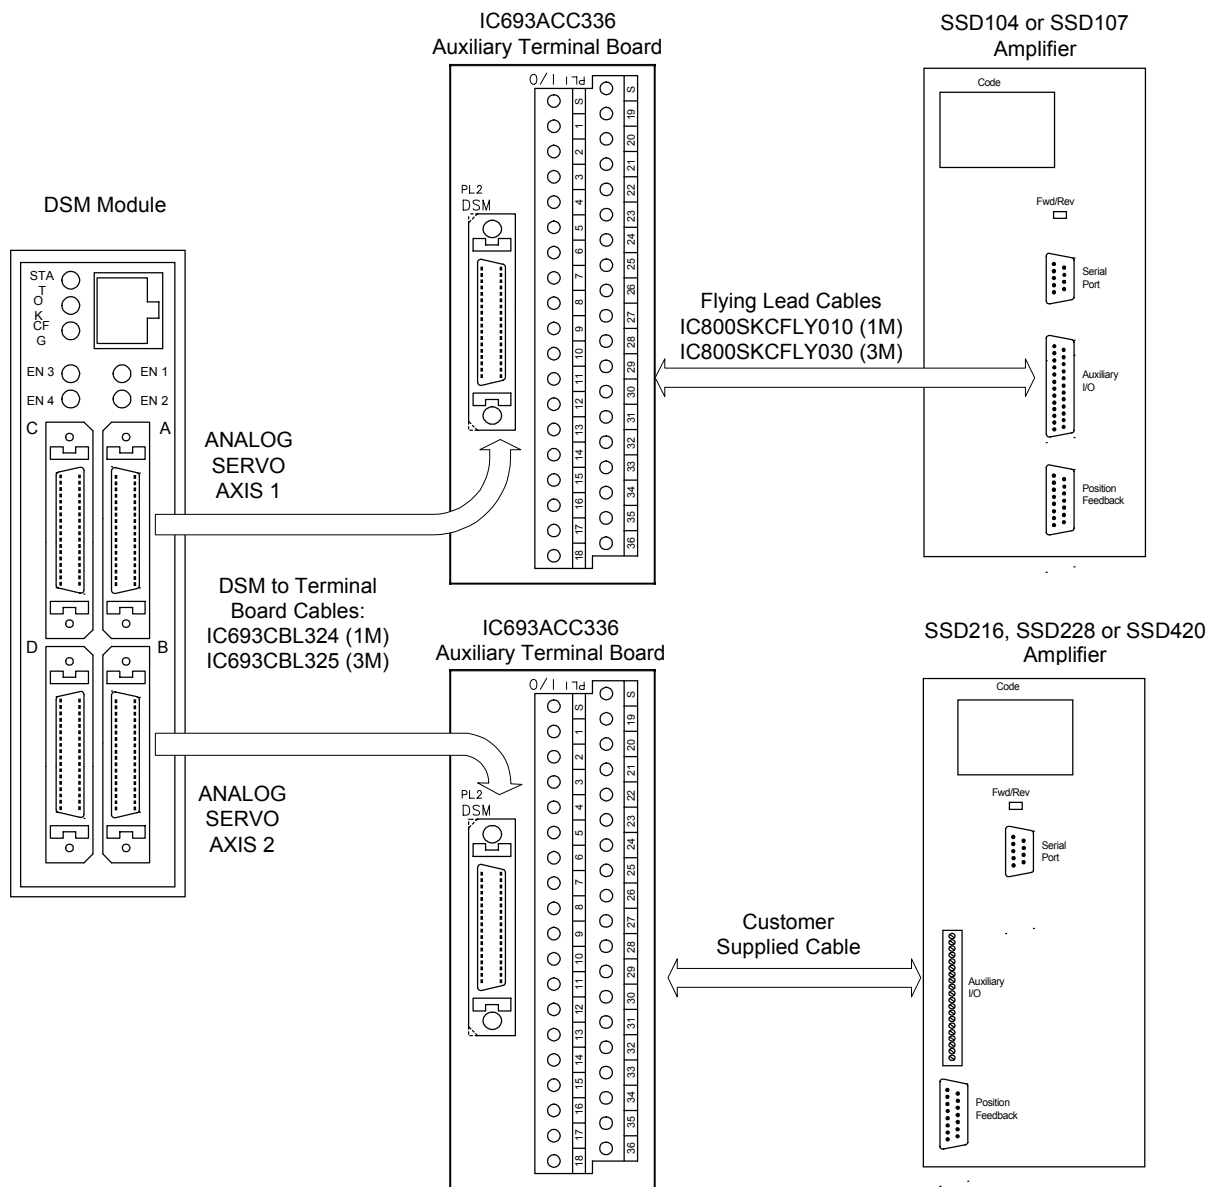 IC693ACC336
Auxiliary Terminal Board
SSD104 or SSD107
Amplifier
I/O PL1
S
1
2
3
4
5
6
7
8
9
10
11
12
13
14
15
16
17
18
S
19
20
21
22
23
24
25
26
27
28
29
30
31
32
33
34
35
36
PL2
DSM
Code
Fwd/Rev
Serial
Port
Auxiliary
I/O
Position
Feedback
Flying Lead Cables
IC800SKCFLY010 (1M)
IC800SKCFLY030 (3M)
DSM Module
STA
T
O
K
CF
G
EN 3
EN 1
EN 4
EN 2
C
A
D
B
ANALOG
SERVO
AXIS 1
DSM to Terminal
Board Cables:
IC693CBL324 (1M)
IC693CBL325 (3M)
ANALOG
SERVO
AXIS 2
IC693ACC336
Auxiliary Terminal Board
I/O PL1
S
1
2
3
4
5
6
7
8
9
10
11
12
13
14
15
16
17
18
S
19
20
21
22
23
24
25
26
27
28
29
30
31
32
33
34
35
36
PL2
DSM
Customer
Supplied Cable
SSD216, SSD228 or SSD420
Amplifier
Code
Fwd/Rev
Serial
Port
Auxiliary
I/O
Position
Feedback